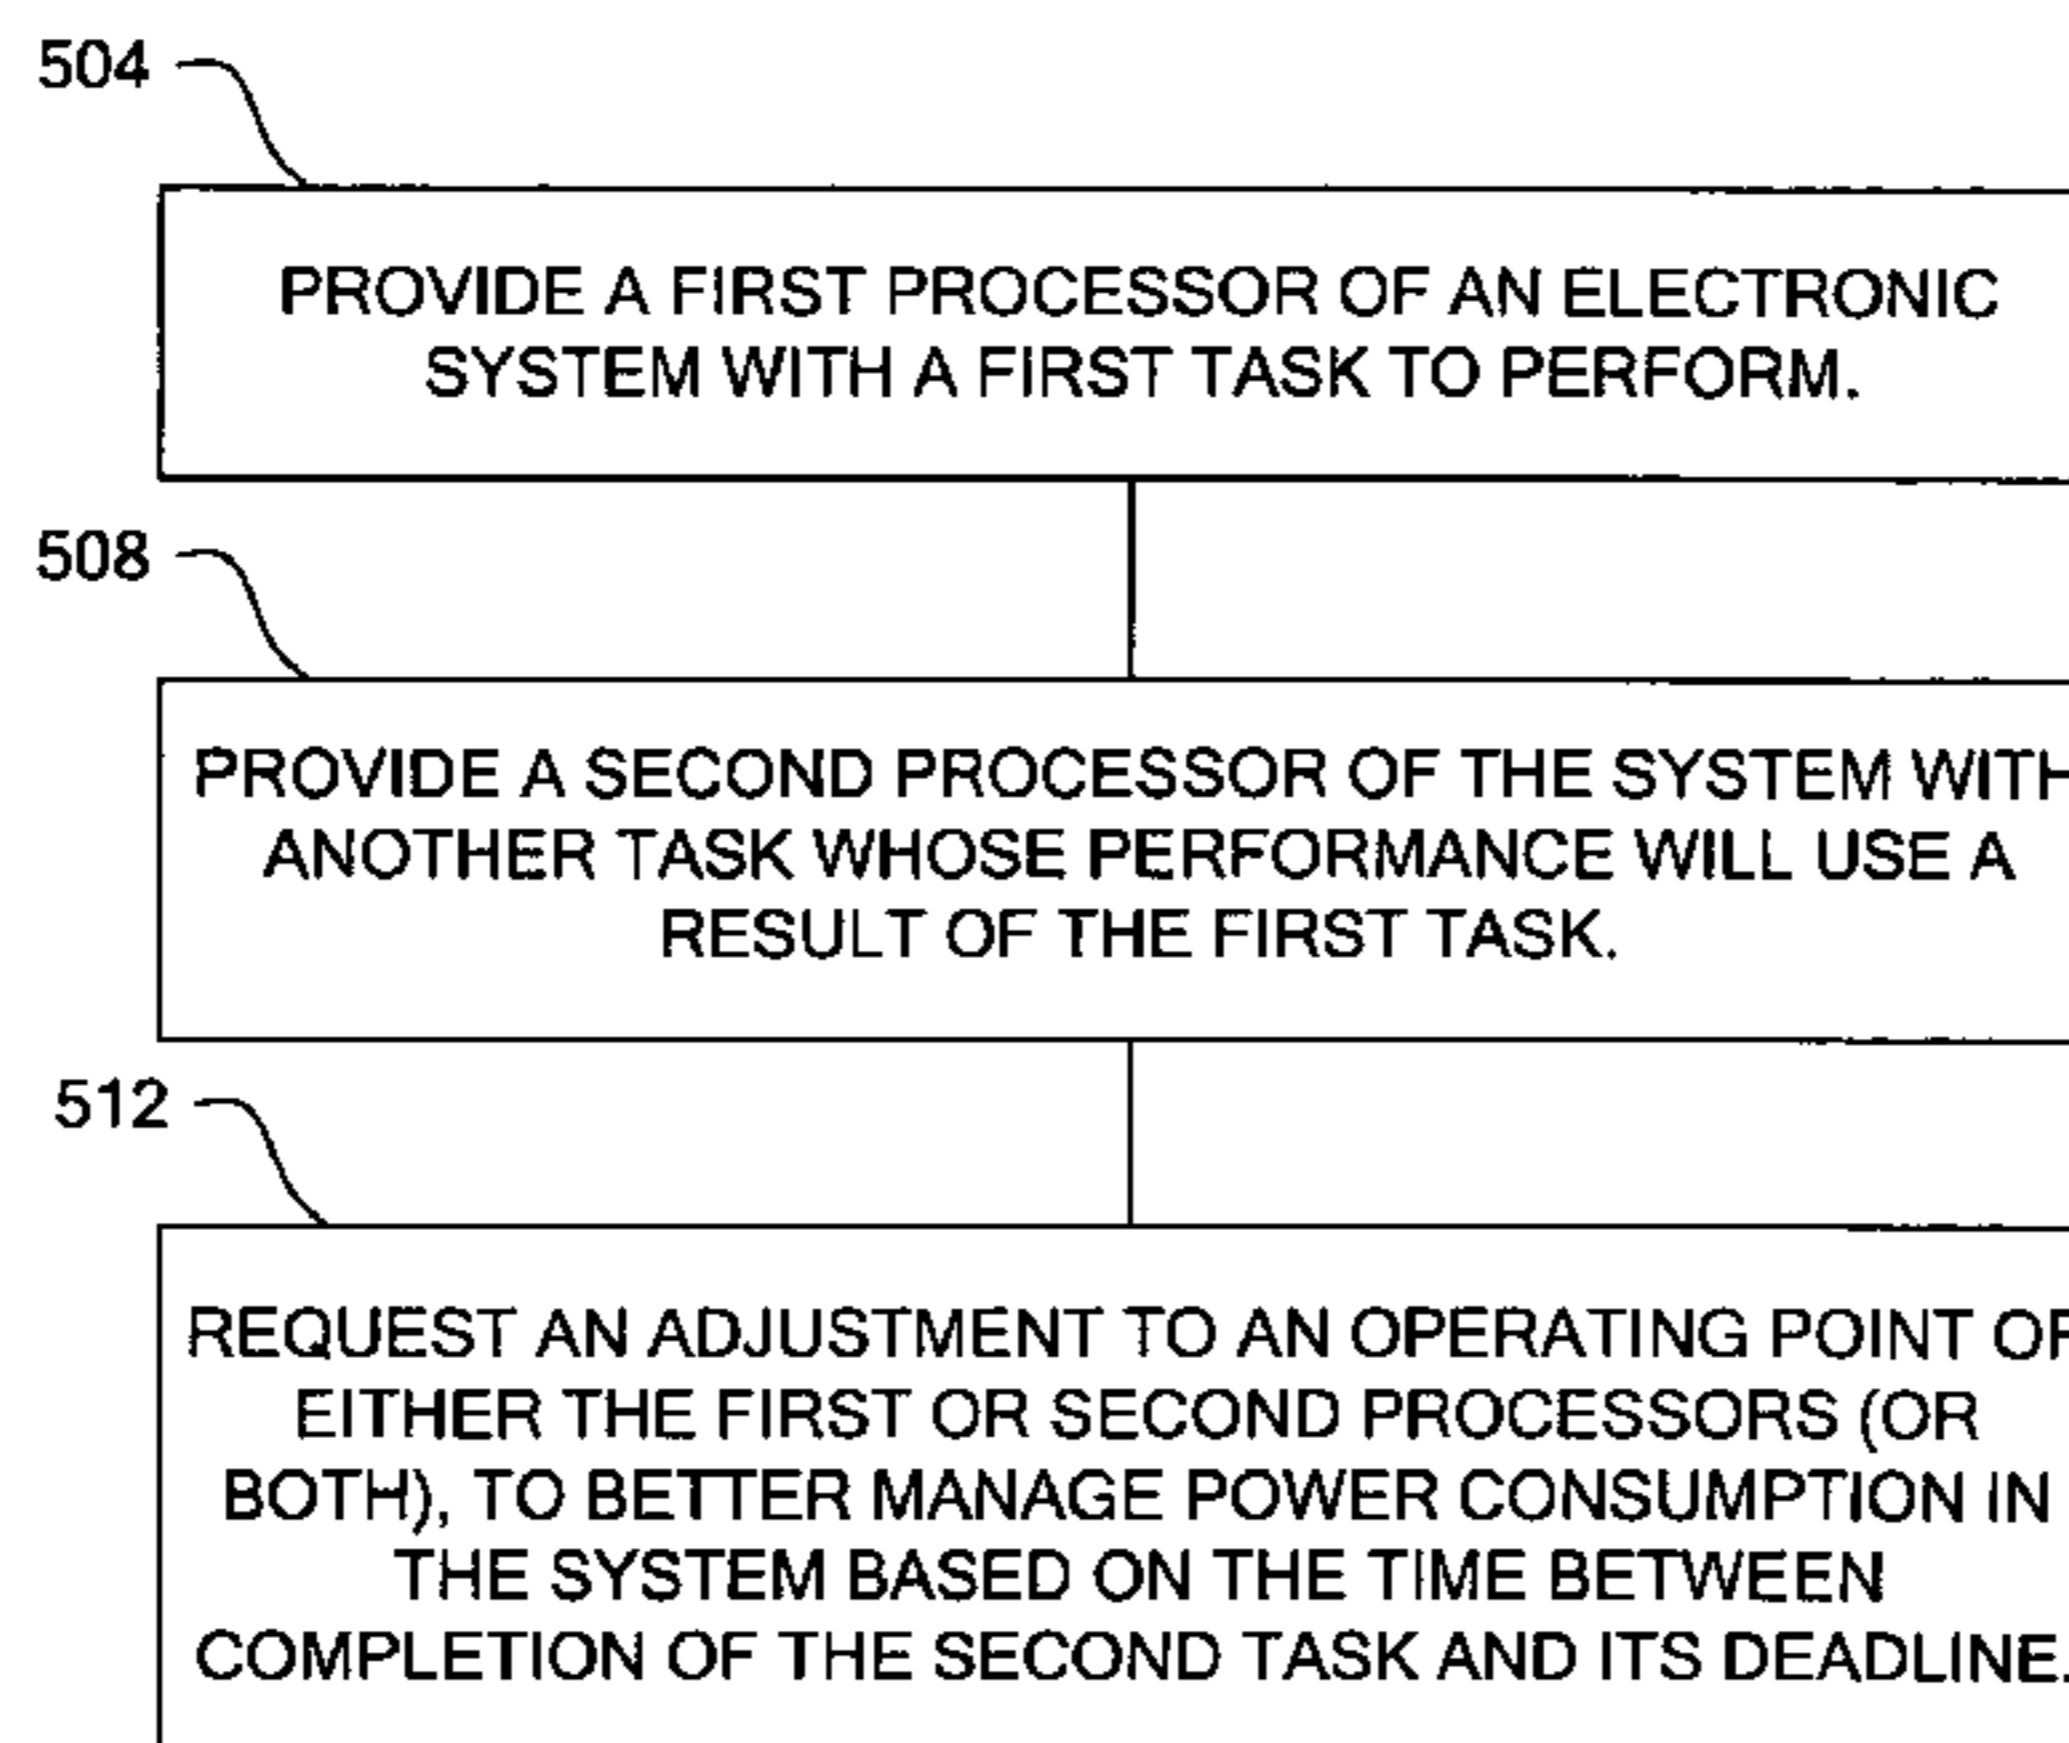 504
PROVIDE A FIRST PROCESSOR OF AN ELECTRONIC
SYSTEM WITH A FIRST TASK TO PERFORM.
508
PROVIDE A SECOND PROCESSOR OF THE SYSTEM WITH
ANOTHER TASK WHOSE PERFORMANCE WILL USE A
RESULT OF THE FIRST TASK.
512
REQUEST AN ADJUSTMENT TO AN OPERATING POINT OF
EITHER THE FIRST OR SECOND PROCESSORS (OR
BOTH), TO BETTER MANAGE POWER CONSUMPTION IN
THE SYSTEM BASED ON THE TIME BETWEEN
COMPLETION OF THE SECOND TASK AND ITS DEADLINE.